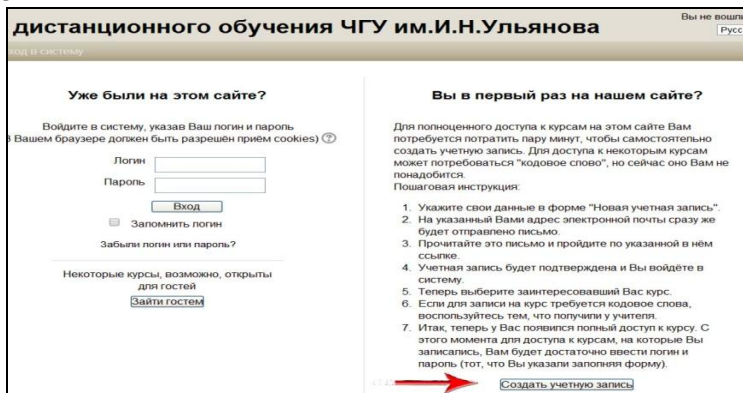 дистанционного обучения ЧГУ им.И.Н.Ульянова
Вы не вошли
Русс
ход в систему
Уже были на этом сайте?
Войдите в систему, указав Ваш логин и пароль
В Вашем браузере должен быть разрешён приём cookies)
Логин
Пароль
Вход
Запомнить логин
Забыли логин или пароль?
Некоторые курсы, возможно, открыты
для гостей
Зайти гостем
Вы в первый раз на нашем сайте?
Для полноценного доступа к курсам на этом сайте Вам
потребуется потратить пару минут, чтобы самостоятельно
создать учетную запись. Для доступа к некоторым курсам
может потребоваться "кодовое слово", но сейчас оно Вам не
понадобится.
Пошаговая инструкция:
1. Укажите свои данные в форме "Новая учетная запись".
2. На указанный Вами адрес электронной почты сразу же
будет отправлено письмо.
3. Прочитайте это письмо и пройдите по указанной в нём
ссылке.
4. Учетная запись будет подтверждена и Вы войдёте в
систему.
5. Теперь выберите заинтересовавший Вас курс.
6. Если для записи на курс требуется кодовое слова,
воспользуйтесь тем, что получили у учителя.
7. Итак, теперь у Вас появился полный доступ к курсу. С
этого момента для доступа к курсам, на которые Вы
записались, Вам будет достаточно ввести логин и
пароль (тот, что Вы указали заполняя форму).
Создать учетную запись